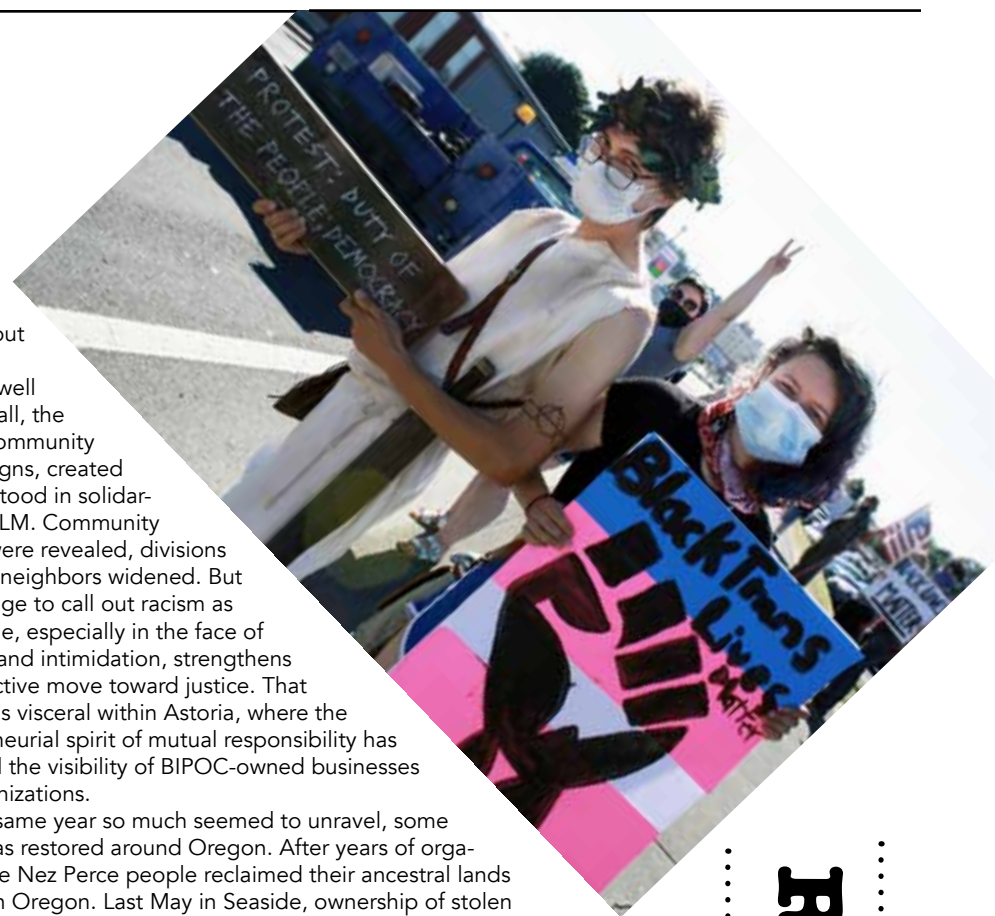 PROTEST: DUTY OF
THE PEOPLE; DEMOCRACY
Black Trans
Lives
Matter
MATTER
out
well
all, the
ommunity
igns, created
tood in solidar-
LM. Community
were revealed, divisions
neighbors widened. But
ge to call out racism as
e, especially in the face of
and intimidation, strengthens
ctive move toward justice. That
s visceral within Astoria, where the
neurial spirit of mutual responsibility has
d the visibility of BIPOC-owned businesses
nizations.
same year so much seemed to unravel, some
as restored around Oregon. After years of orga-
e Nez Perce people reclaimed their ancestral lands
n Oregon. Last May in Seaside, ownership of stolen